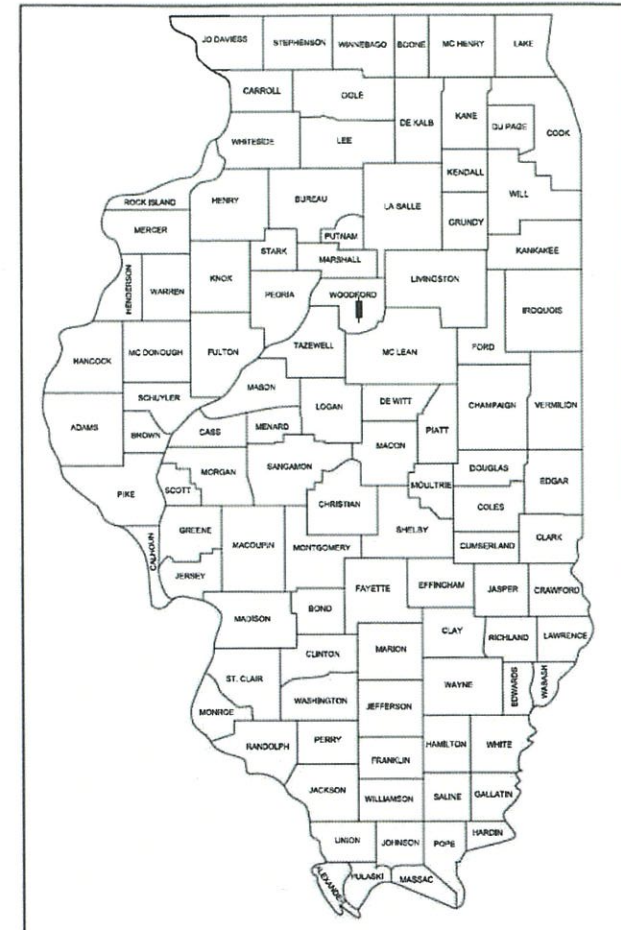 JO DAVIESS
STEPHENSON
WINNEBAGO
BOONE
MC HENRY
LAKE
CARROLL
OGLE
DE KALB
KANE
DU PAGE
COOK
WHITESIDE
LEE
KENDALL
WILL
ROCK ISLAND
HENRY
BUREAU
LA SALLE
GRUNDY
MERCER
PUTNAM
KANKAKEE
STARK
MARSHALL
LIVINGSTON
HENDERSON
WARREN
KNOX
PEORIA
WOODFORD
IROQUOIS
FORD
HANCOCK
MC DONOUGH
FULTON
TAZEWELL
MC LEAN
MASON
SCHUYLER
LOGAN
DE WITT
CHAMPAIGN
VERMILION
ADAMS
BROWN
CASS
MENARD
PIATT
MACON
MORGAN
SANGAMON
DOUGLAS
EDGAR
PIKE
SCOTT
MOULTRIE
CHRISTIAN
COLES
GREENE
MACOUPIN
MONTGOMERY
SHELBY
CALHOUN
CUMBERLAND
CLARK
JERSEY
FAYETTE
EFFINGHAM
JASPER
CRAWFORD
MADISON
BOND
CLAY
RICHLAND
LAWRENCE
CLINTON
MARION
ST. CLAIR
WAYNE
EDWARDS
WABASH
MONROE
WASHINGTON
JEFFERSON
RANDOLPH
PERRY
HAMILTON
WHITE
FRANKLIN
JACKSON
WILLIAMSON
SALINE
GALLATIN
UNION
JOHNSON
POPE
HARDIN
ALEXANDER
PULASKI
MASSAC